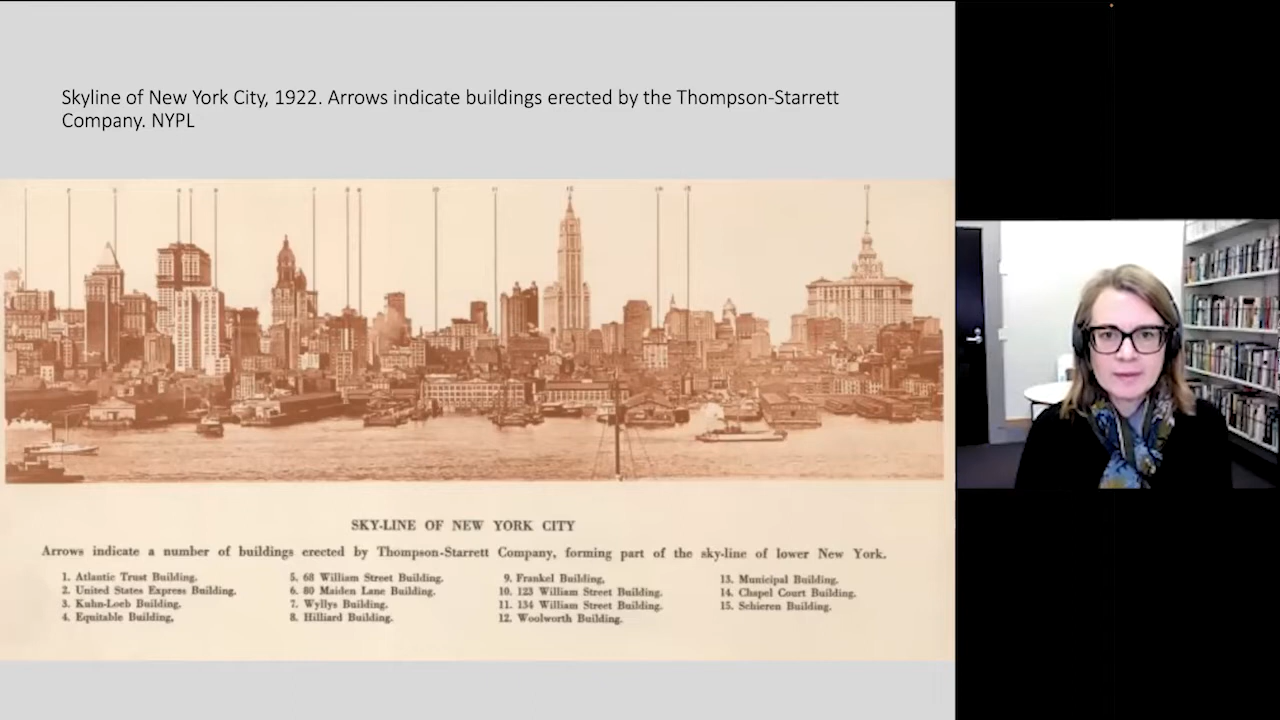 Skyline of New York City, 1922. Arrows indicate buildings erected by the Thompson-Starrett
Company. NYPL
SKY-LINE OF NEW YORK CITY
Arrows indicate a number of buildings erected by Thompson-Starrett Company, forming part of the sky-line of lower New York.
1. Atlantic Trust Building.
2. United States Express Building.
3. Kuhn-Loeb Building.
4. Equitable Building,
5. 68 William Street Building.
6. 80 Maiden Lane Building.
7. Wyllys Building.
8. Hilliard Building.
9. Frankel Building,
10. 123 William Street Building.
11. 134 William Street Building.
12. Woolworth Building.
13. Municipal Building.
14. Chapel Court Building.
15. Schieren Building.